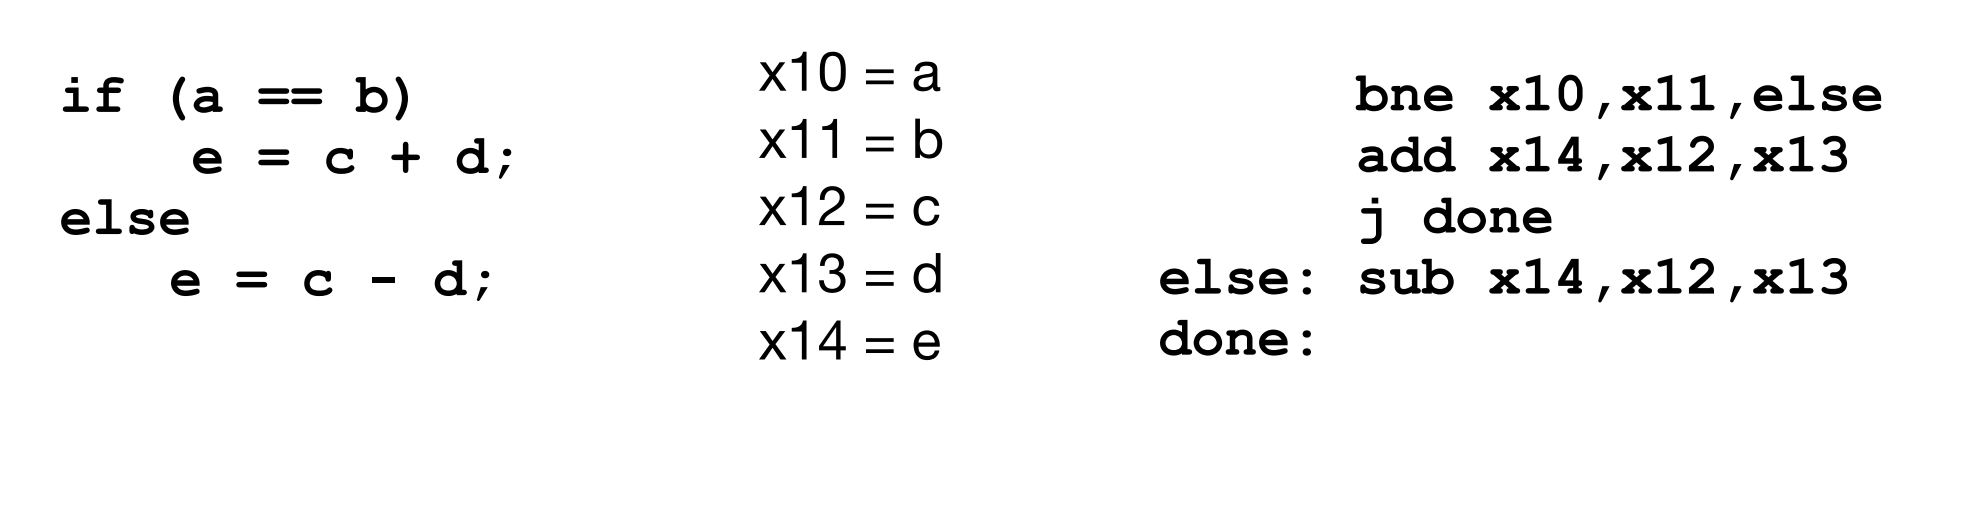 if (a == b)
    e = c + d;
else
   e = c - d;
x10 = a
x11 = b
x12 = c
x13 = d
x14 = e
      bne x10,x11,else
      add x14,x12,x13
      j done
else: sub x14,x12,x13
done: